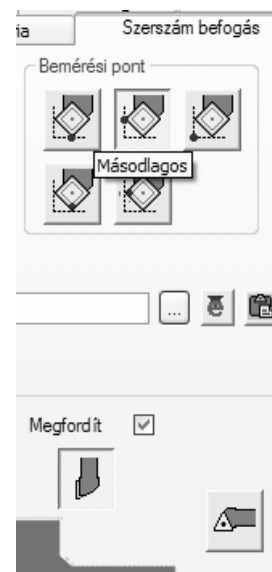 ia
Szerszám befogás
Bemérési pont
Másodlagos
...
Megfordít